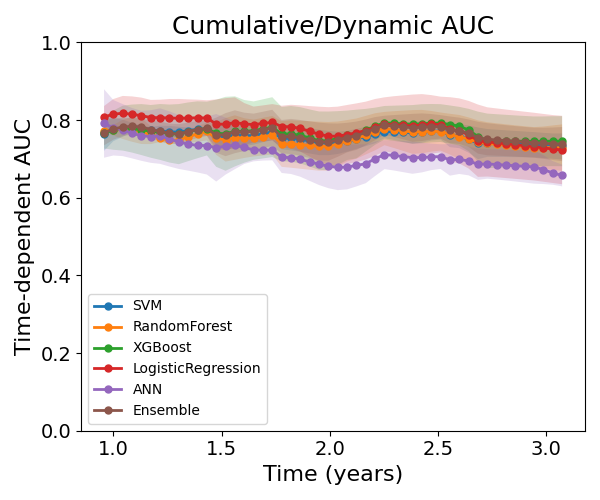 Cumulative/Dynamic AUC
Time-dependent AUC
1.0
0.8
0.6
0.4
0.2
0.0
SVM
RandomForest
XGBoost
LogisticRegression
ANN
Ensemble
1.0 1.5 2.0 2.5 3.0
Time (years)